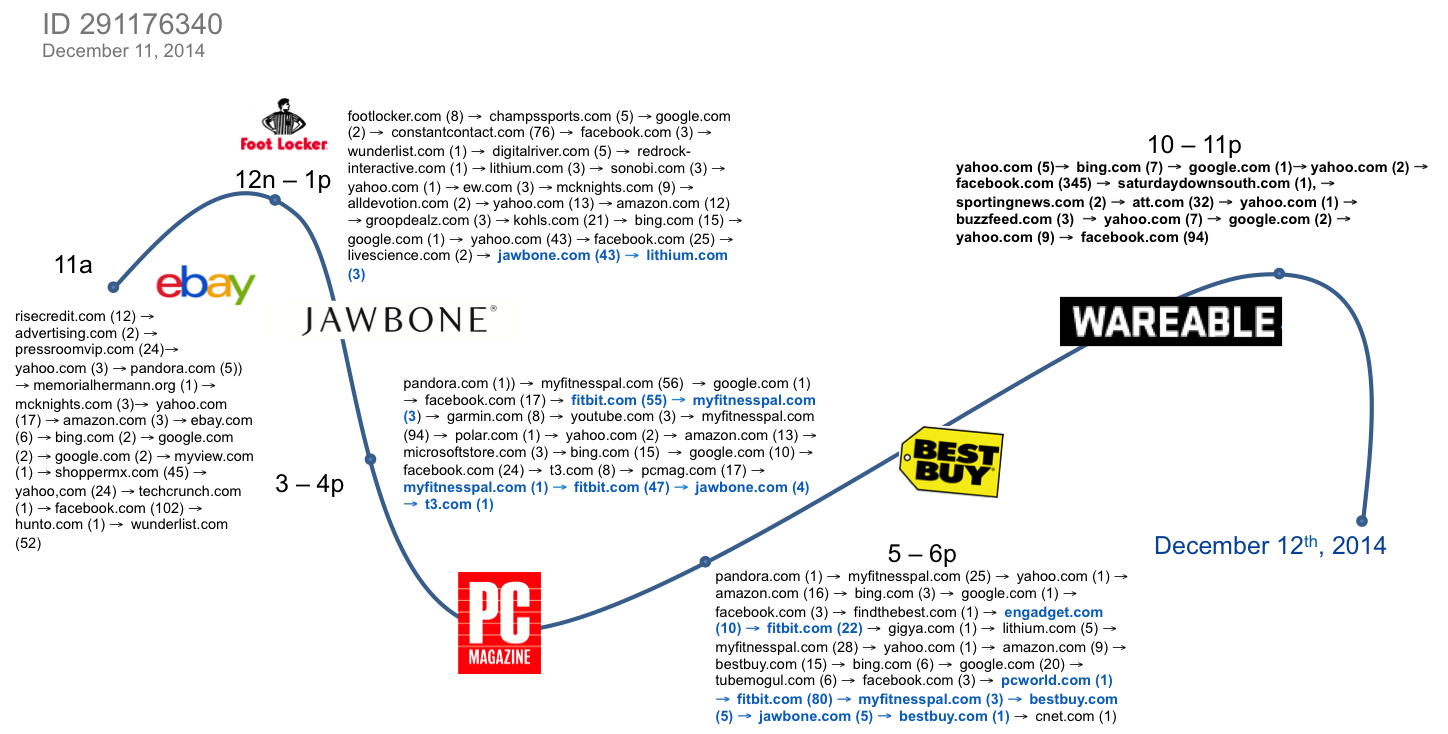 ID 291176340
December 11, 2014
Foot Locker.
12n – 1p
footlocker.com (8) → champssports.com (5) → google.com
(2) → constantcontact.com (76) → facebook.com (3) →
wunderlist.com (1) → digitalriver.com (5) → redrock-
interactive.com (1) → lithium.com (3) → sonobi.com (3) →
yahoo.com (1) → ew.com (3) → mcknights.com (9) →
alldevotion.com (2) → yahoo.com (13) → amazon.com (12)
→ groopdealz.com (3) → kohls.com (21) → bing.com (15) →
google.com (1) → yahoo.com (43) → facebook.com (25) →
livescience.com (2) → jawbone.com (43) → lithium.com
(3)
11a
ebay
risecredit.com (12) →
advertising.com (2) →
pressroomvip.com (24)→
yahoo.com (3) → pandora.com (5))
→ memorialhermann.org (1) →
mcknights.com (3)→ yahoo.com
(17) → amazon.com (3) → ebay.com
(6) → bing.com (2) → google.com
(2) → google.com (2) → myview.com
(1) → shoppermx.com (45) →
yahoo,com (24) → techcrunch.com
(1) → facebook.com (102) →
hunto.com (1) → wunderlist.com
(52)
JAWBONE®
3 – 4p
pandora.com (1)) → myfitnesspal.com (56) → google.com (1)
→ facebook.com (17) → fitbit.com (55) → myfitnesspal.com
(3) → garmin.com (8) → youtube.com (3) → myfitnesspal.com
(94) → polar.com (1) → yahoo.com (2) → amazon.com (13) →
microsoftstore.com (3) → bing.com (15) → google.com (10) →
facebook.com (24) → t3.com (8) → pcmag.com (17) →
myfitnesspal.com (1) → fitbit.com (47) → jawbone.com (4)
→ t3.com (1)
PC
MAGAZINE
BEST
BUY
5 – 6p
pandora.com (1) → myfitnesspal.com (25) → yahoo.com (1) →
amazon.com (16) → bing.com (3) → google.com (1) →
facebook.com (3) → findthebest.com (1) → engadget.com
(10) → fitbit.com (22) → gigya.com (1) → lithium.com (5) →
myfitnesspal.com (28) → yahoo.com (1) → amazon.com (9) →
bestbuy.com (15) → bing.com (6) → google.com (20) →
tubemogul.com (6) → facebook.com (3) → pcworld.com (1)
→ fitbit.com (80) → myfitnesspal.com (3) → bestbuy.com
(5) → jawbone.com (5) → bestbuy.com (1) → cnet.com (1)
10 – 11p
yahoo.com (5)→ bing.com (7) → google.com (1)→ yahoo.com (2) →
facebook.com (345) → saturdaydownsouth.com (1), →
sportingnews.com (2) → att.com (32) → yahoo.com (1) →
buzzfeed.com (3) → yahoo.com (7) → google.com (2) →
yahoo.com (9) → facebook.com (94)
WAREABLE
December 12th, 2014